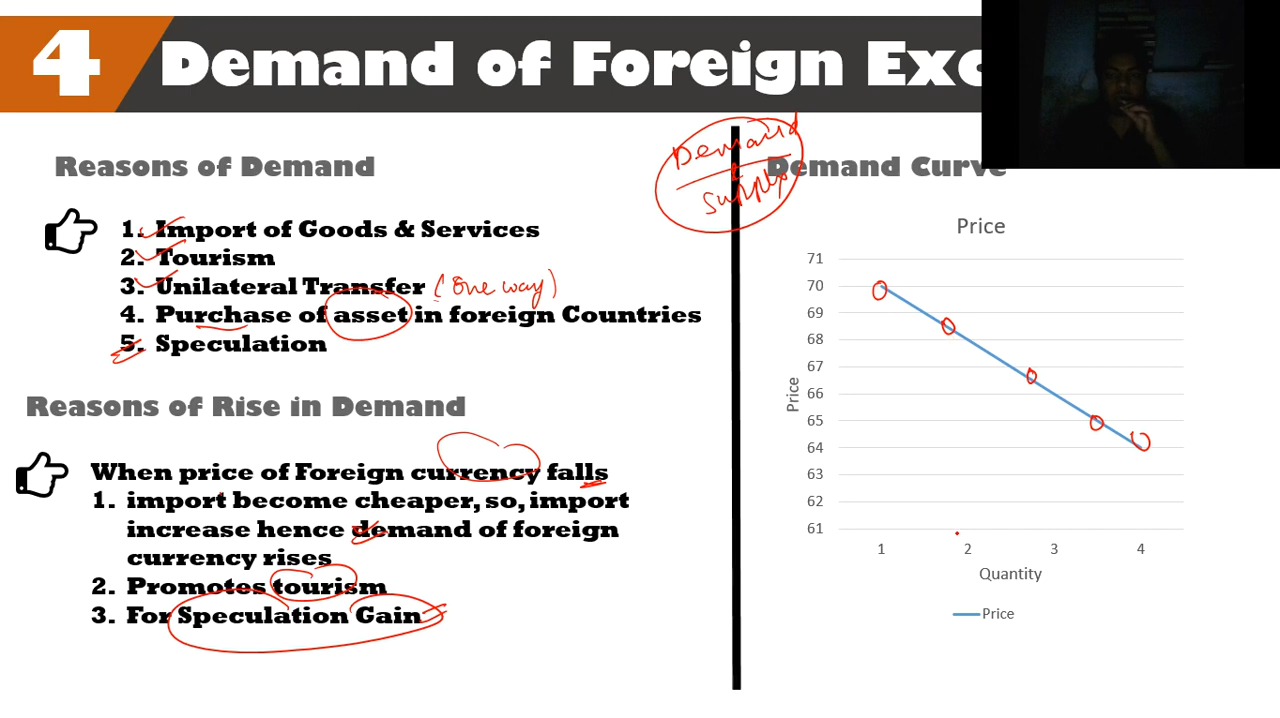 4 Demand of Foreign Exc
Reasons of Demand
1. Import of Goods & Services
2. Tourism
3. Unilateral Transfer (One way)
4. Purchase of asset in foreign Countries
5. Speculation
Reasons of Rise in Demand
When price of Foreign currency falls
1. import become cheaper, so, import
increase hence demand of foreign
currency rises
2. Promotes tourism
3. For Speculation Gain
Demand
&
Supply
Demand Curve
Price
71
70
69
68
67
66
65
64
63
62
61
Price
1 2 3 4
Quantity
Price